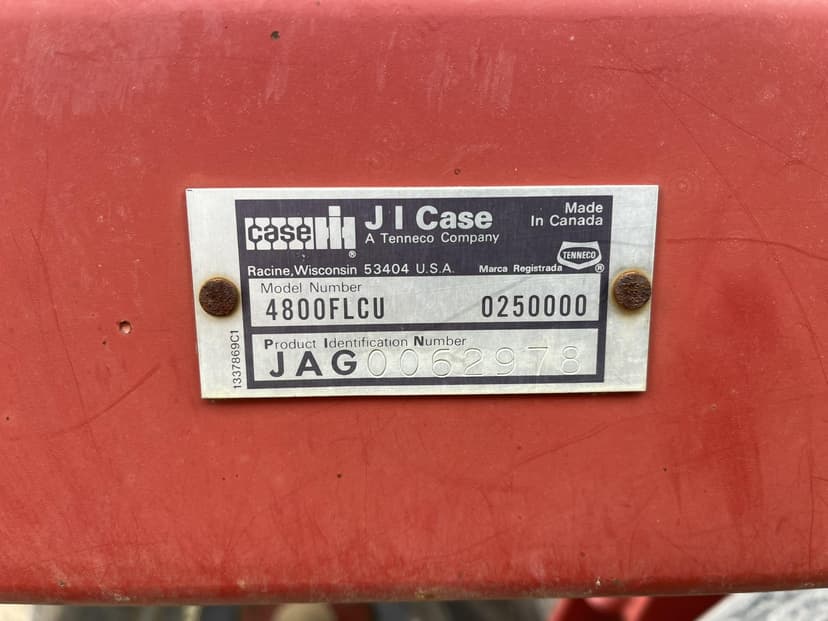 case IH ®
J I Case
A Tenneco Company
Made
In Canada
Racine, Wisconsin 53404 U.S.A.
Marca Registrada
TENNECO ®
Model Number
4800FLCU 0250000
Product Identification Number
JAG0062978
1337869C1